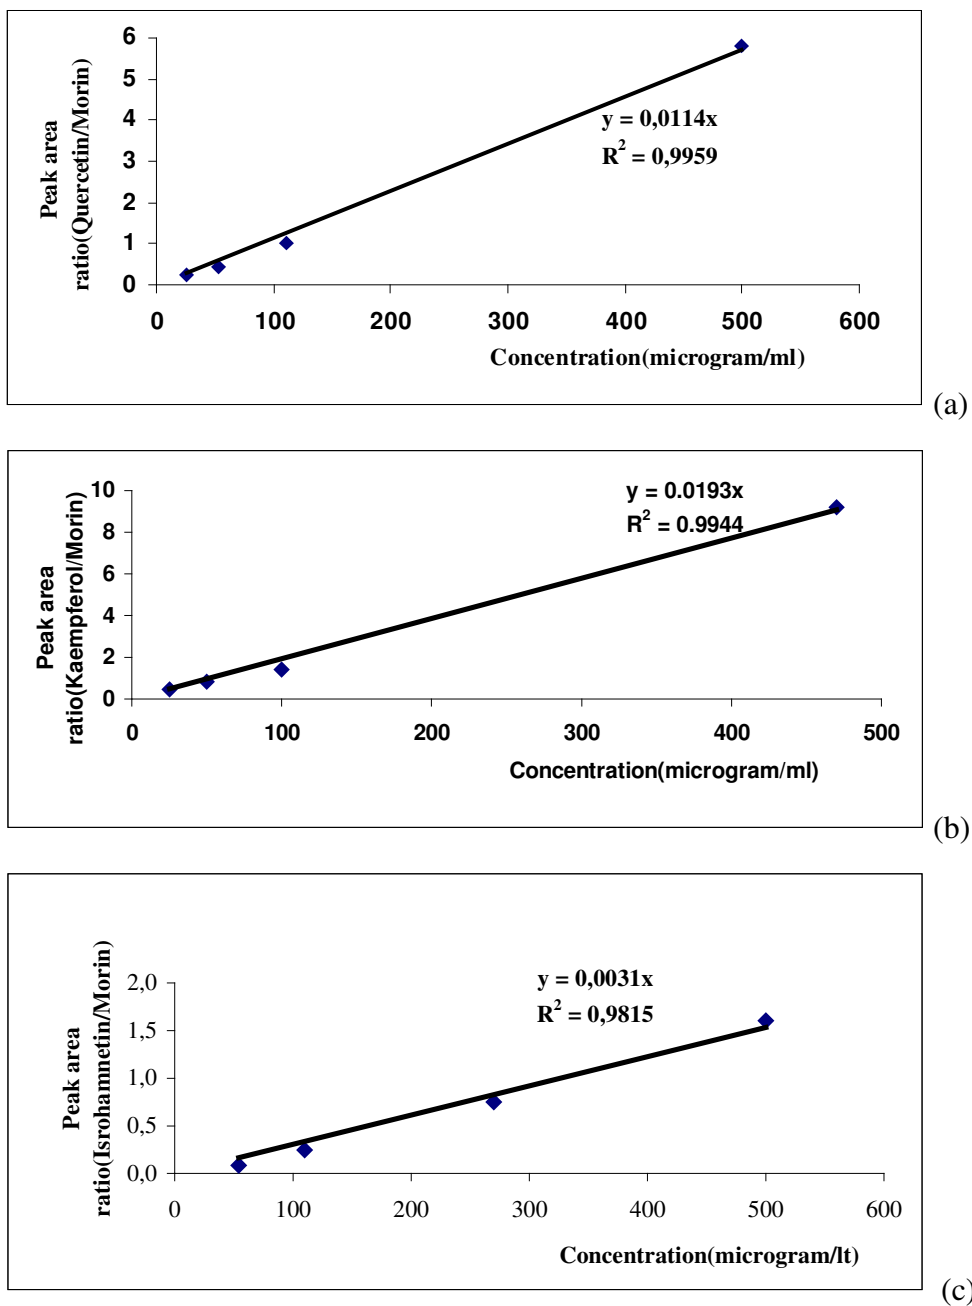 6
5
4
3
2
1
0
Peak area
ratio(Quercetin/Morin)
y = 0,0114x
R² = 0,9959
0 100 200 300 400 500 600
Concentration(microgram/ml)
(a)
10
8
6
4
2
0
Peak area
ratio(Kaempferol/Morin)
y = 0.0193x
R² = 0.9944
0 100 200 300 400 500
Concentration(microgram/ml)
(b)
2,0
1,5
1,0
0,5
0,0
Peak area
ratio(Isrohamnetin/Morin)
y = 0,0031x
R² = 0,9815
0 100 200 300 400 500 600
Concentration(microgram/lt)
(c)